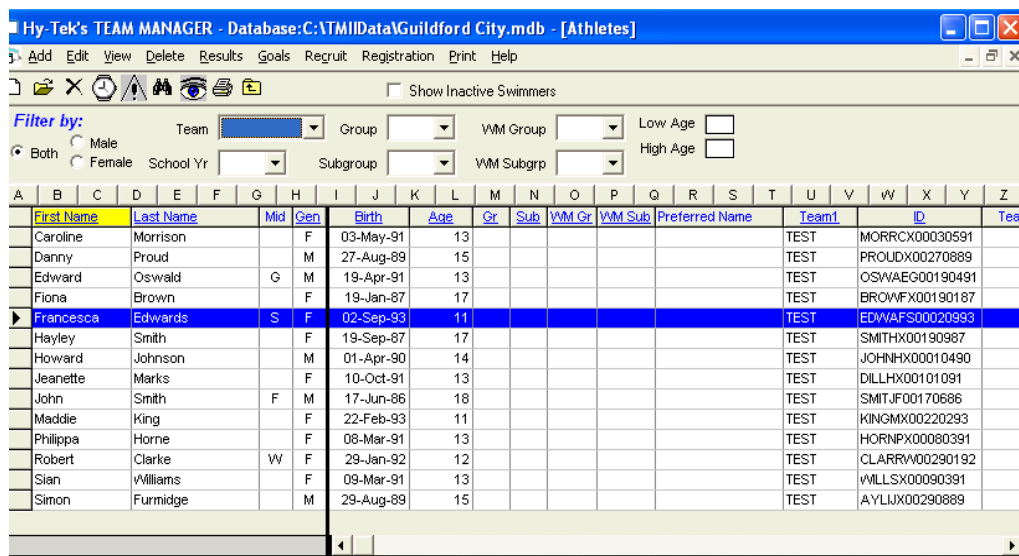 Hy-Tek's TEAM MANAGER - Database:C:\TMIIData\Guildford City.mdb - [Athletes]
Add Edit View Delete Results Goals Recruit Registration Print Help
Show Inactive Swimmers
Filter by: Team Group WM Group Low Age
Both Male Female School Yr Subgroup WM Subgrp High Age
A B C D E F G H I J K L M N O P Q R S T U V W X Y Z
First Name Last Name Mid Gen Birth Age Gr Sub WM Gr WM Sub Preferred Name Team1 ID Tea
Caroline Morrison F 03-May-91 13 TEST MORRCX00030591
Danny Proud M 27-Aug-89 15 TEST PROUDX00270889
Edward Oswald G M 19-Apr-91 13 TEST OSWAEG00190491
Fiona Brown F 19-Jan-87 17 TEST BROWFX00190187
Francesca Edwards S F 02-Sep-93 11 TEST EDWAFS00020993
Hayley Smith F 19-Sep-87 17 TEST SMITHX00190987
Howard Johnson M 01-Apr-90 14 TEST JOHNHX00010490
Jeanette Marks F 10-Oct-91 13 TEST DILLHX00101091
John Smith F M 17-Jun-86 18 TEST SMITJF00170686
Maddie King F 22-Feb-93 11 TEST KINGMX00220293
Philippa Horne F 08-Mar-91 13 TEST HORNPX00080391
Robert Clarke W F 29-Jan-92 12 TEST CLARRW00290192
Sian Williams F 09-Mar-91 13 TEST WILLSX00090391
Simon Furmidge M 29-Aug-89 15 TEST AYLIJX00290889